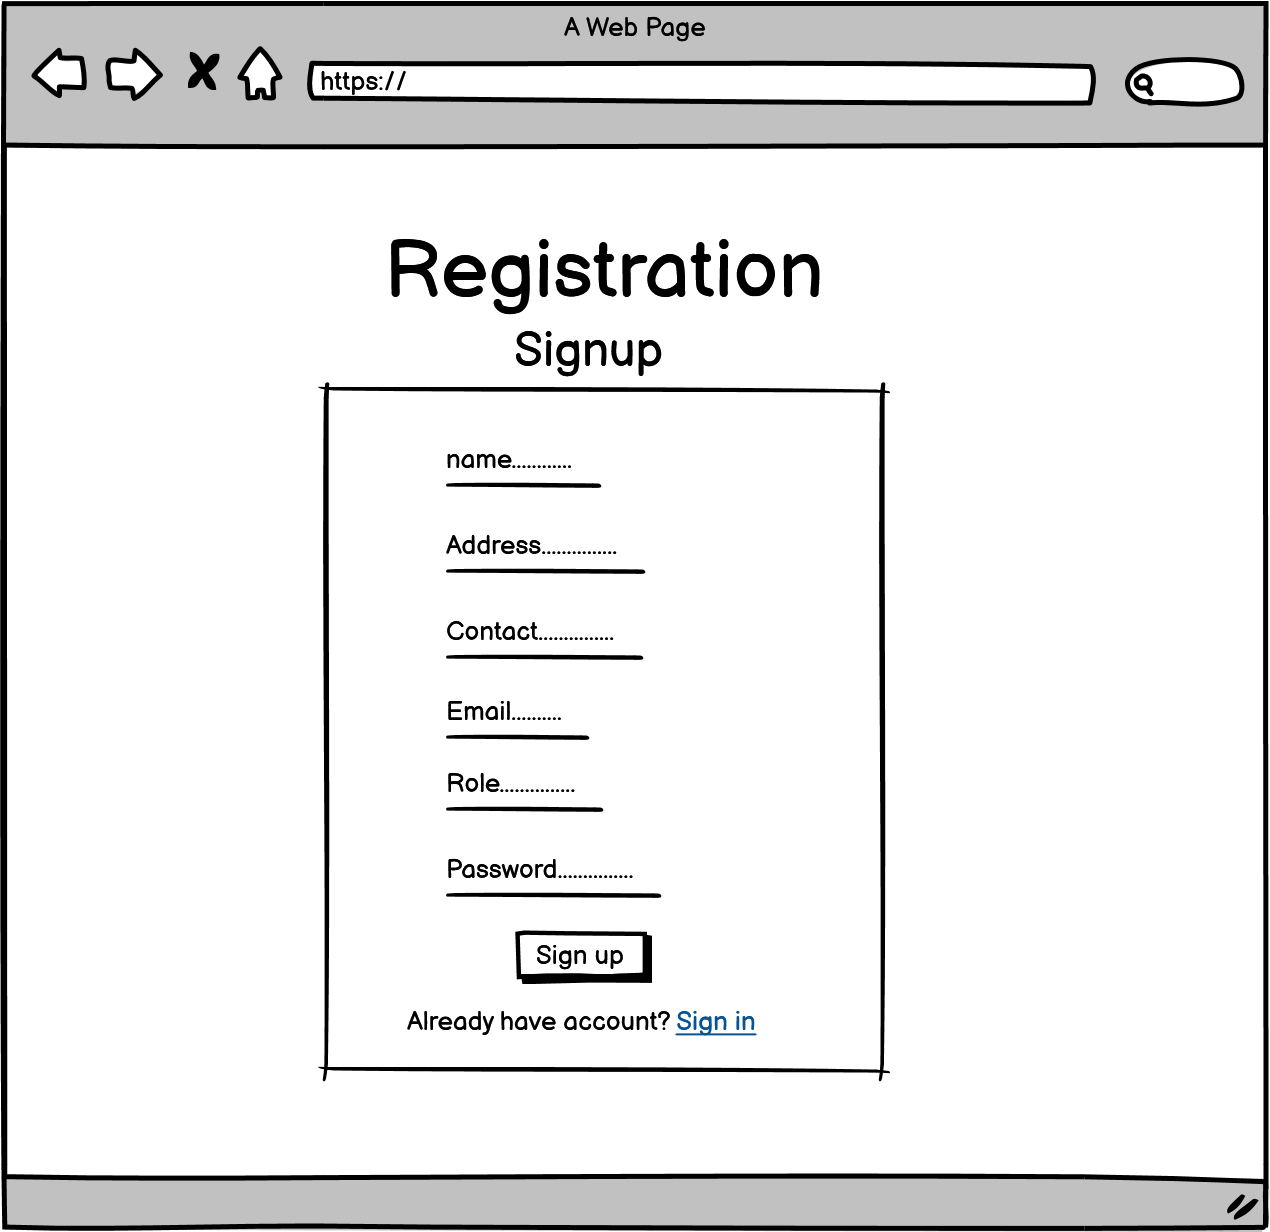 A Web Page
https://
Registration
Signup
name............
Address...............
Contact...............
Email..........
Role...............
Password...............
Sign up
Already have account? Sign in